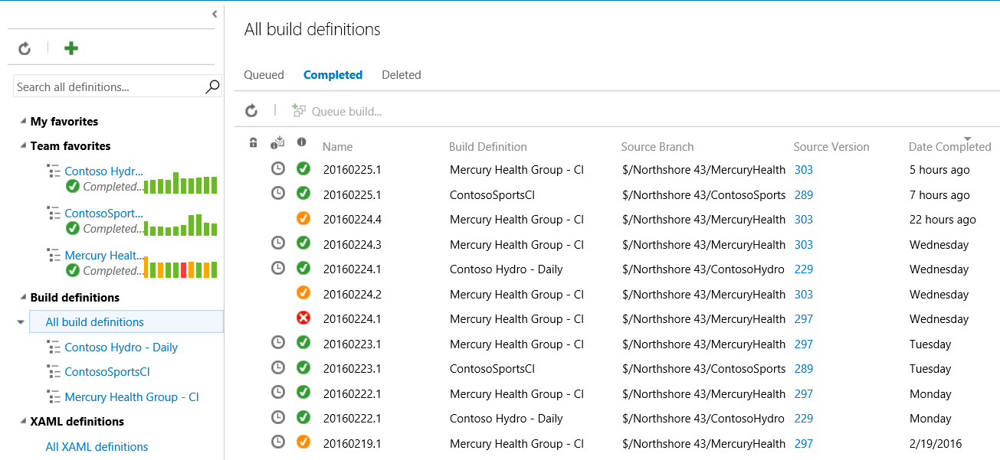 Search all definitions...
My favorites
Team favorites
Contoso Hydr...
Completed...
ContosoSport...
Completed...
Mercury Healt...
Completed...
Build definitions
All build definitions
Contoso Hydro - Daily
ContosoSportsCI
Mercury Health Group - CI
XAML definitions
All XAML definitions
All build definitions
Queued Completed Deleted
Queue build...
Name Build Definition Source Branch Source Version Date Completed
20160225.1 Mercury Health Group - CI $/Northshore 43/MercuryHealth 303 5 hours ago
20160225.1 ContosoSportsCI $/Northshore 43/ContosoSports 289 7 hours ago
20160224.4 Mercury Health Group - CI $/Northshore 43/MercuryHealth 303 22 hours ago
20160224.3 Mercury Health Group - CI $/Northshore 43/MercuryHealth 303 Wednesday
20160224.1 Contoso Hydro - Daily $/Northshore 43/ContosoHydro 229 Wednesday
20160224.2 Mercury Health Group - CI $/Northshore 43/MercuryHealth 303 Wednesday
20160224.1 Mercury Health Group - CI $/Northshore 43/MercuryHealth 297 Wednesday
20160223.1 Mercury Health Group - CI $/Northshore 43/MercuryHealth 297 Tuesday
20160223.1 ContosoSportsCI $/Northshore 43/ContosoSports 289 Tuesday
20160222.1 Mercury Health Group - CI $/Northshore 43/MercuryHealth 297 Monday
20160222.1 Contoso Hydro - Daily $/Northshore 43/ContosoHydro 229 Monday
20160219.1 Mercury Health Group - CI $/Northshore 43/MercuryHealth 297 2/19/2016